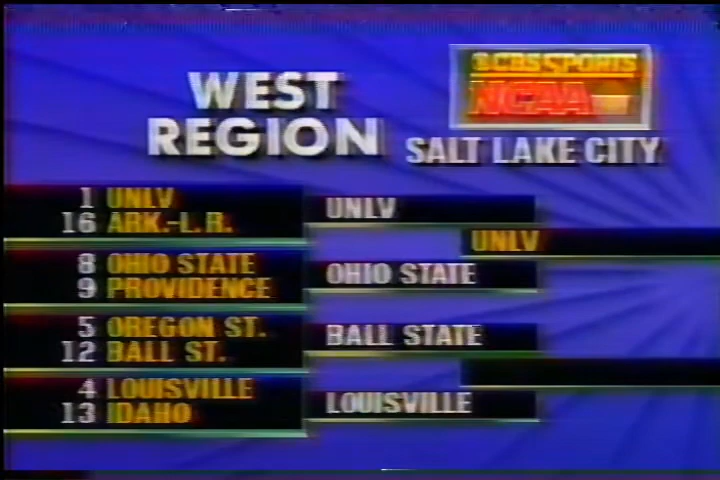 WEST
REGION
CBS SPORTS
NCAA
SALT LAKE CITY
1 UNLV
16 ARK.-L.R.
UNLV
UNLV
8 OHIO STATE
9 PROVIDENCE
OHIO STATE
5 OREGON ST.
12 BALL ST.
BALL STATE
4 LOUISVILLE
13 IDAHO
LOUISVILLE